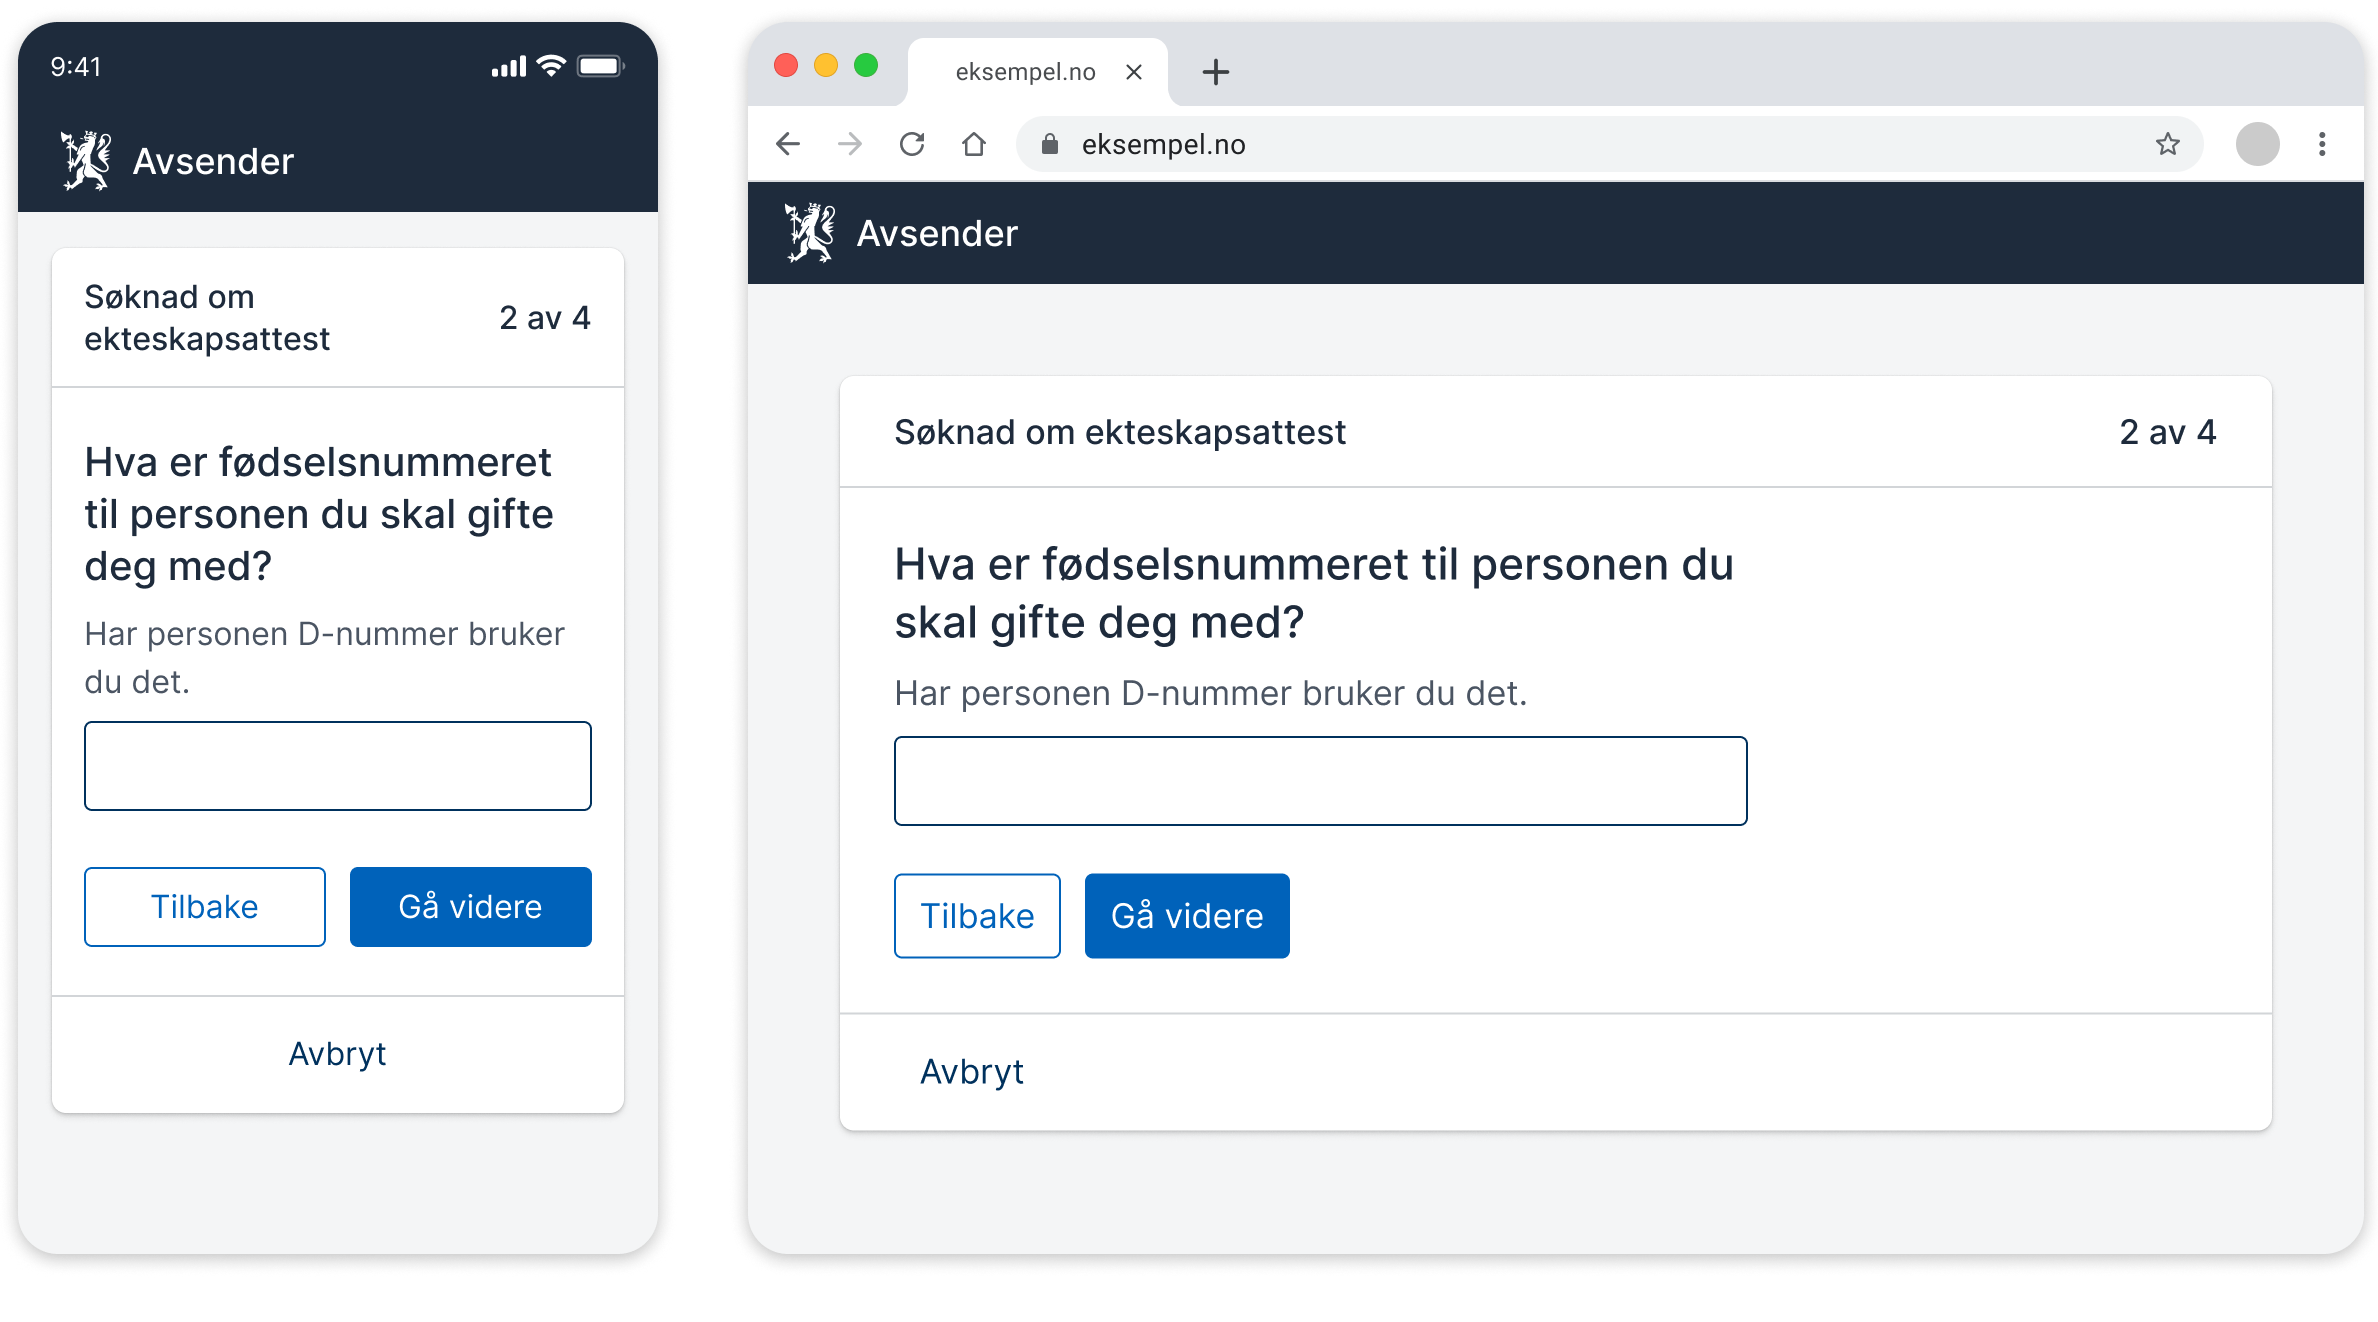 9:41
Avsender
Søknad om
ekteskapsattest
2 av 4
Hva er fødselsnummeret
til personen du skal gifte
deg med?
Har personen D-nummer bruker
du det.
Tilbake
Gå videre
Avbryt
eksempel.no
eksempel.no
Avsender
Søknad om ekteskapsattest
2 av 4
Hva er fødselsnummeret til personen du
skal gifte deg med?
Har personen D-nummer bruker du det.
Tilbake
Gå videre
Avbryt